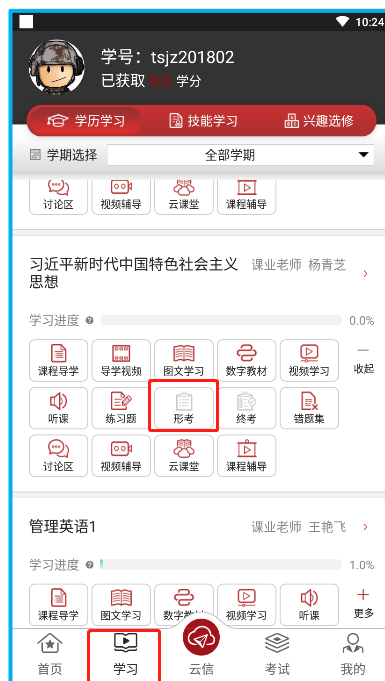 10:24
学号：tsjz201802
已获取 0.0 学分
学历学习 技能学习 兴趣选修
学期选择 全部学期
讨论区 视频辅导 云课堂 课程辅导
习近平新时代中国特色社会主义思想 课业老师 杨青芝
学习进度 0.0%
课程导学 导学视频 图文学习 数字教材 视频学习 收起
听课 练习题 形考 终考 错题集
讨论区 视频辅导 云课堂 课程辅导
管理英语1 课业老师 王艳飞
学习进度 1.0%
课程导学 图文学习 数字教材 视频学习 听课 更多
首页 学习 云信 考试 我的